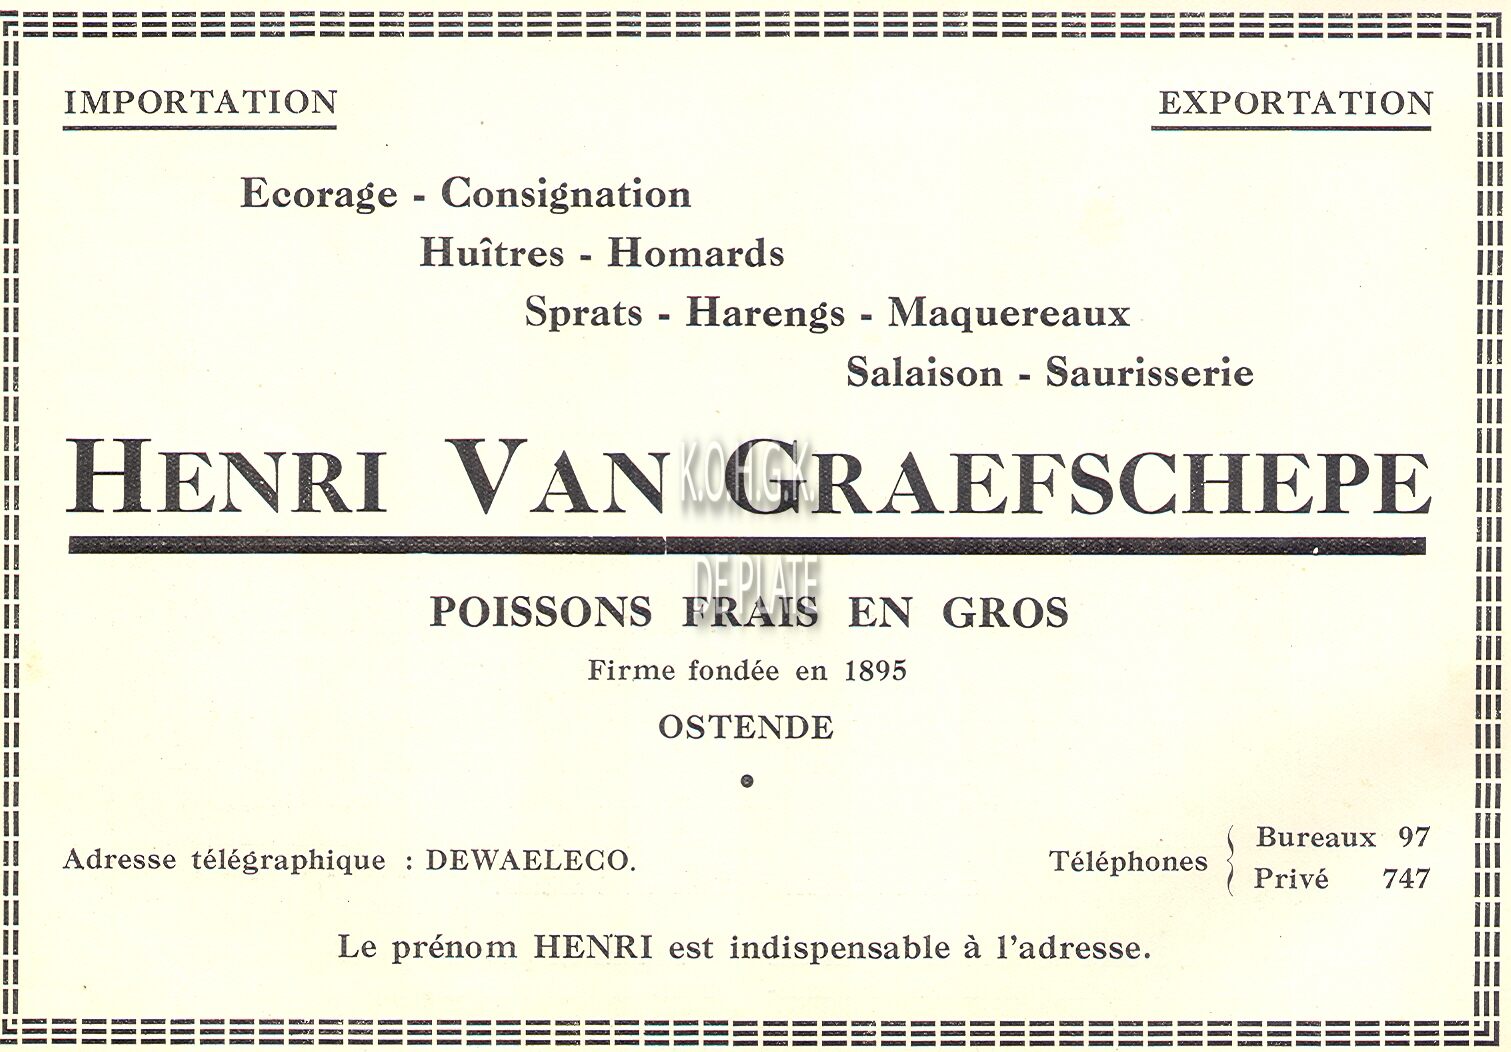 IMPORTATION EXPORTATION
Ecorage - Consignation
Huîtres - Homards
Sprats - Harengs - Maquereaux
Salaison - Saurisserie
HENRI VAN GRAEFSCHEPE
K.O.H.G.K.
DE PLATE
POISSONS FRAIS EN GROS
Firme fondée en 1895
OSTENDE
Adresse télégraphique : DEWAELECO.
Téléphones { Bureaux 97
Privé 747
Le prénom HENRI est indispensable à l'adresse.